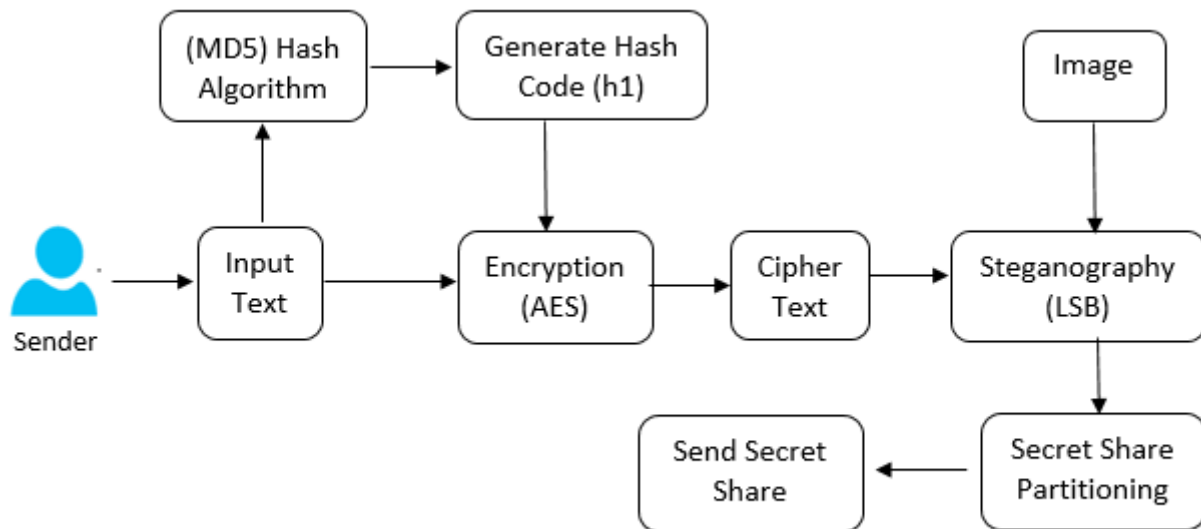 (MD5) Hash
Algorithm
Generate Hash
Code (h1)
Image
Sender
Input
Text
Encryption
(AES)
Cipher
Text
Steganography
(LSB)
Send Secret
Share
Secret Share
Partitioning